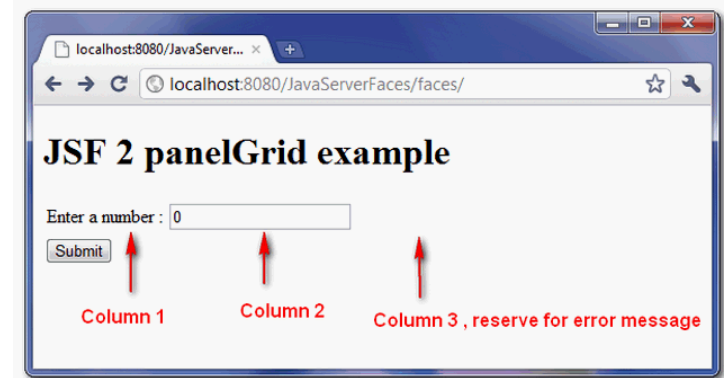 localhost:8080/JavaServer...
localhost:8080/JavaServerFaces/faces/
JSF 2 panelGrid example
Enter a number : 0
Submit
Column 1
Column 2
Column 3 , reserve for error message